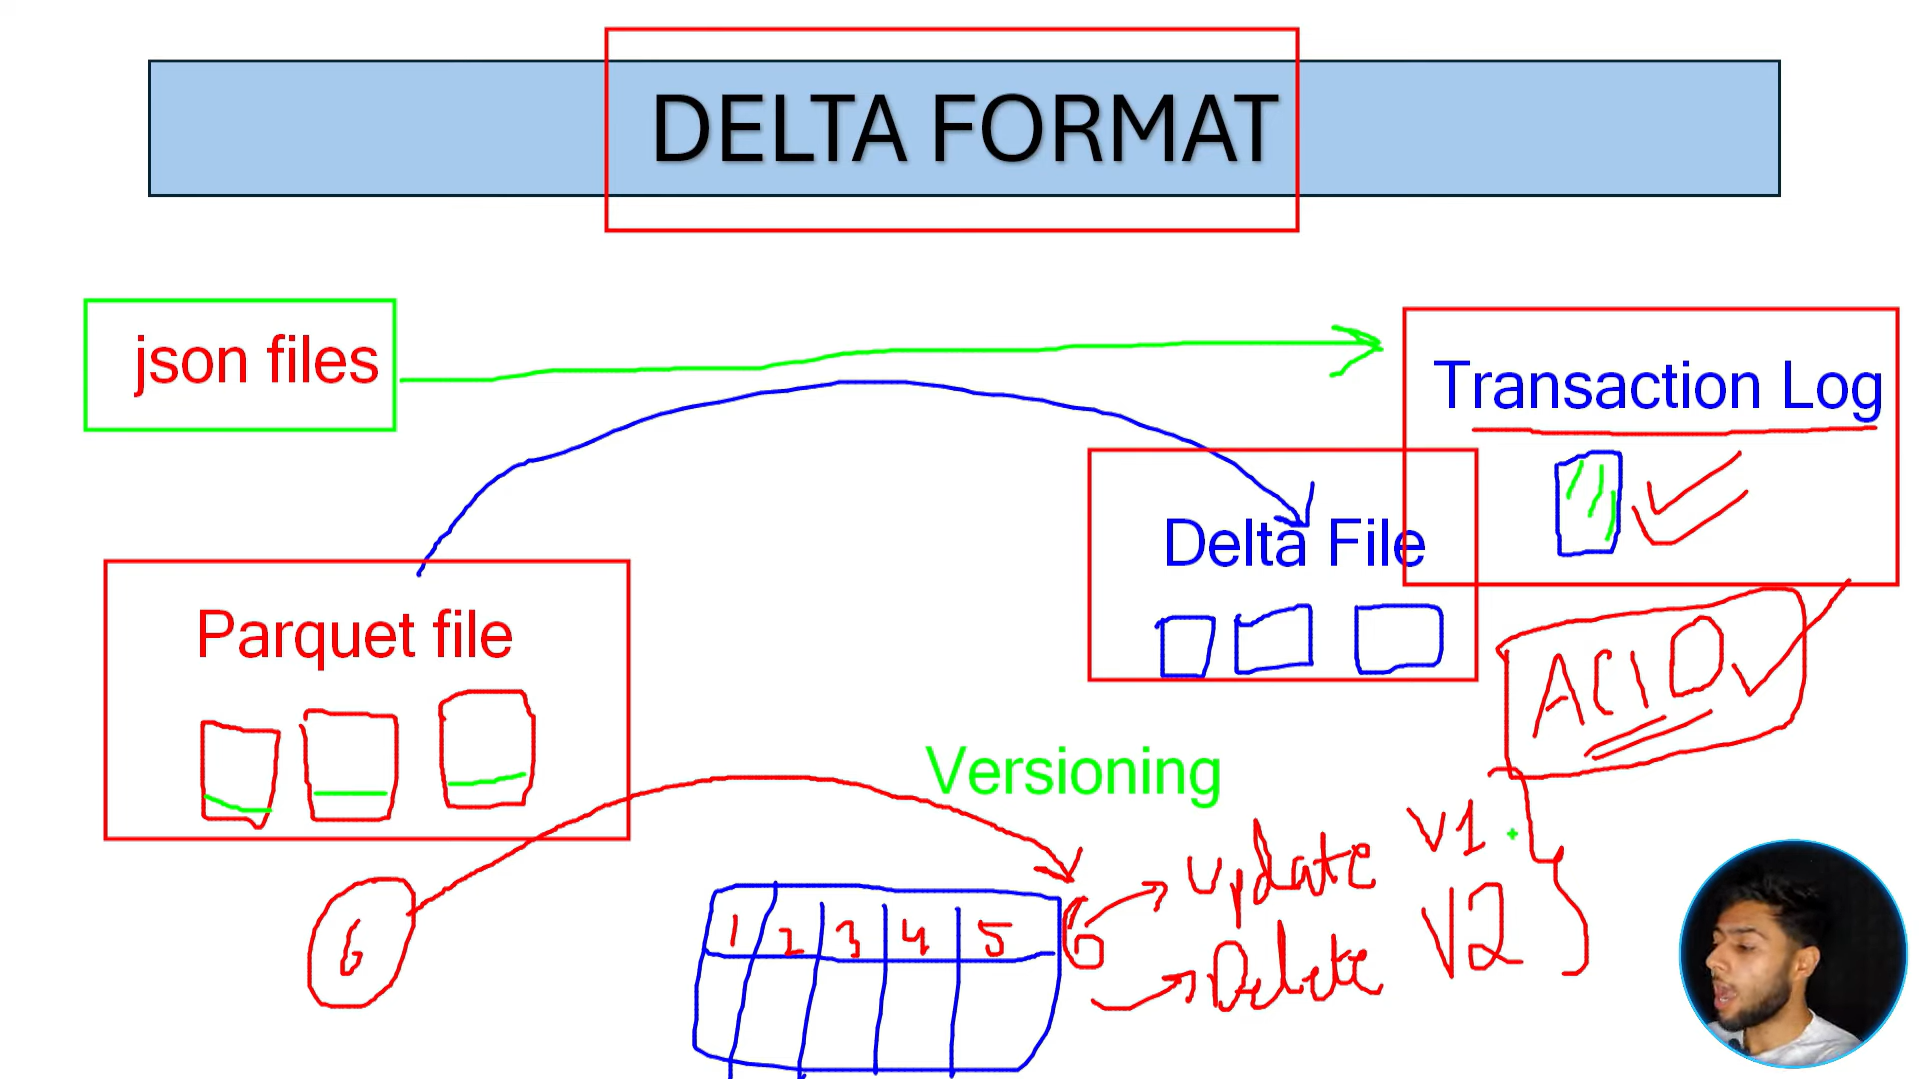 DELTA FORMAT
json files
Transaction Log
Delta File
Parquet file
ACID
Versioning
update V1
1 2 3 4 5 6
6
Delete V2